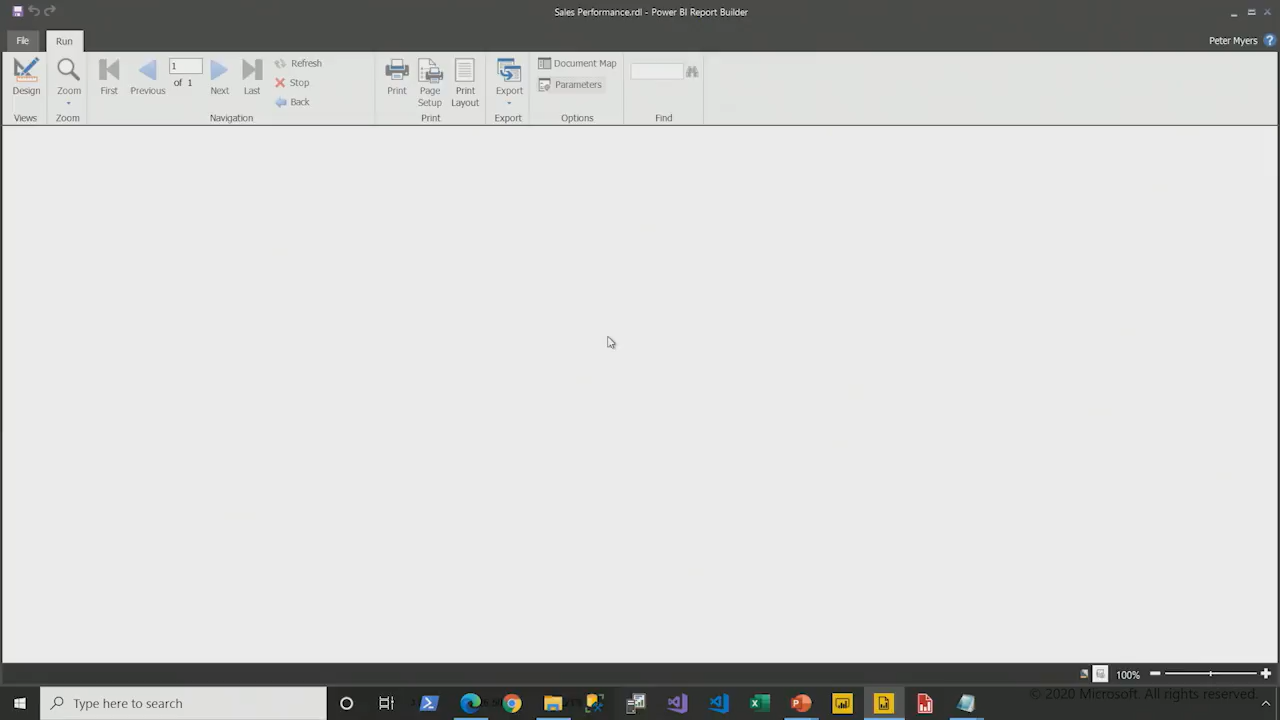 Sales Performance.rdl - Power BI Report Builder
File
Run
Peter Myers
Design
Zoom
First
Previous
1
of 1
Next
Last
Refresh
Stop
Back
Print
Page
Setup
Print
Layout
Export
Document Map
Parameters
Views
Zoom
Navigation
Print
Export
Options
Find
100%
Type here to search
© 2020 Microsoft. All rights reserved.